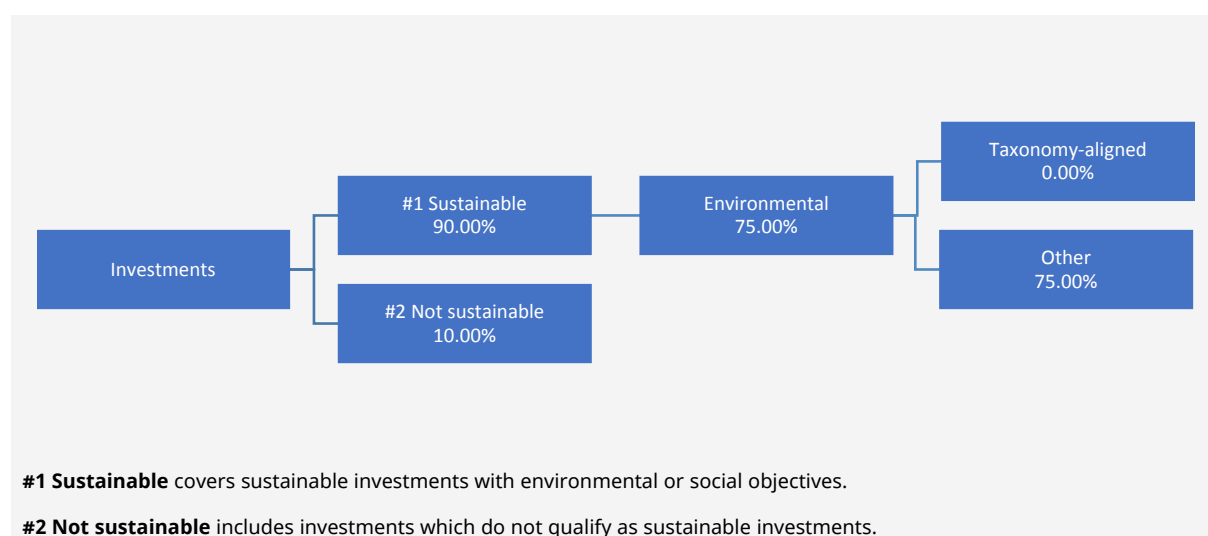 Taxonomy-aligned
0.00%
#1 Sustainable
90.00%
Environmental
75.00%
Investments
Other
75.00%
#2 Not sustainable
10.00%
#1 Sustainable covers sustainable investments with environmental or social objectives.
#2 Not sustainable includes investments which do not qualify as sustainable investments.